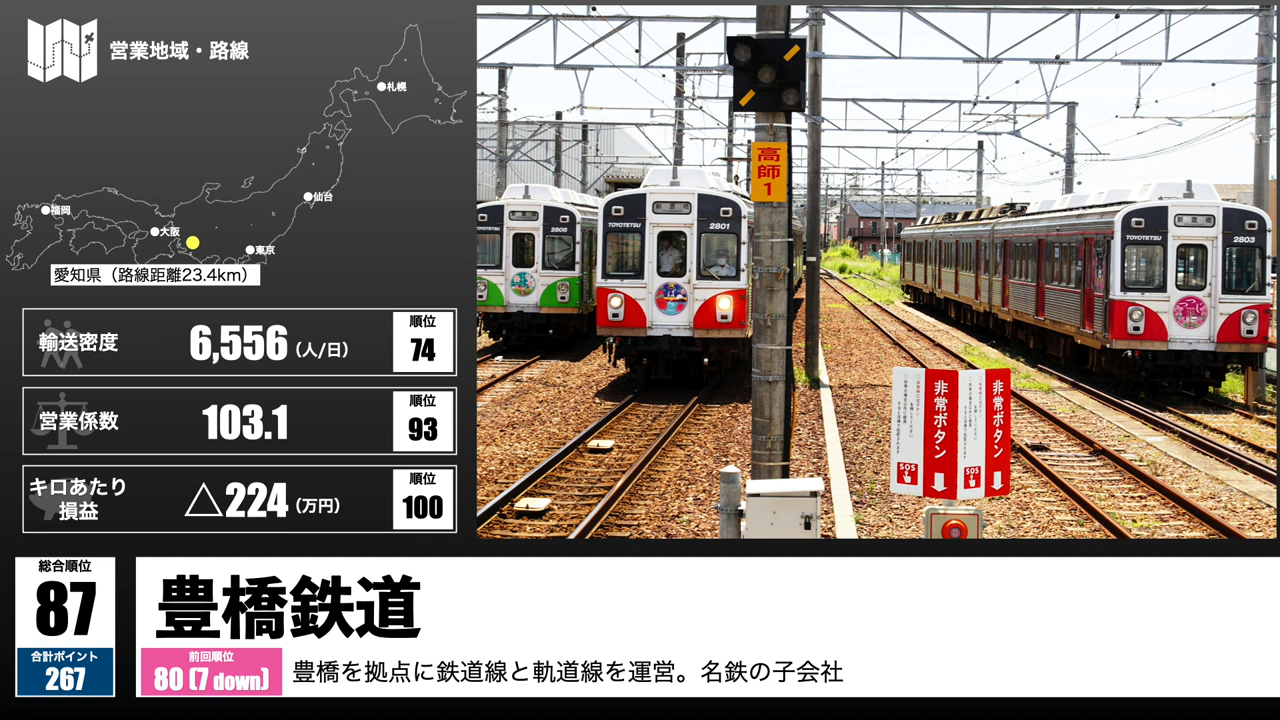 営業地域・路線
札幌
仙台
福岡
大阪
東京
愛知県（路線距離23.4km）
輸送密度
6,556（人/日）
順位
74
営業係数
103.1
順位
93
キロあたり
損益
△224（万円）
順位
100
高師
1
TOYOTETSU
2806
TOYOTETSU
2801
TOYOTETSU
2803
非常ボタン
非常ボタン
SOS
SOS
総合順位
87
合計ポイント
267
豊橋鉄道
前回順位
80 (7 down)
豊橋を拠点に鉄道線と軌道線を運営。名鉄の子会社